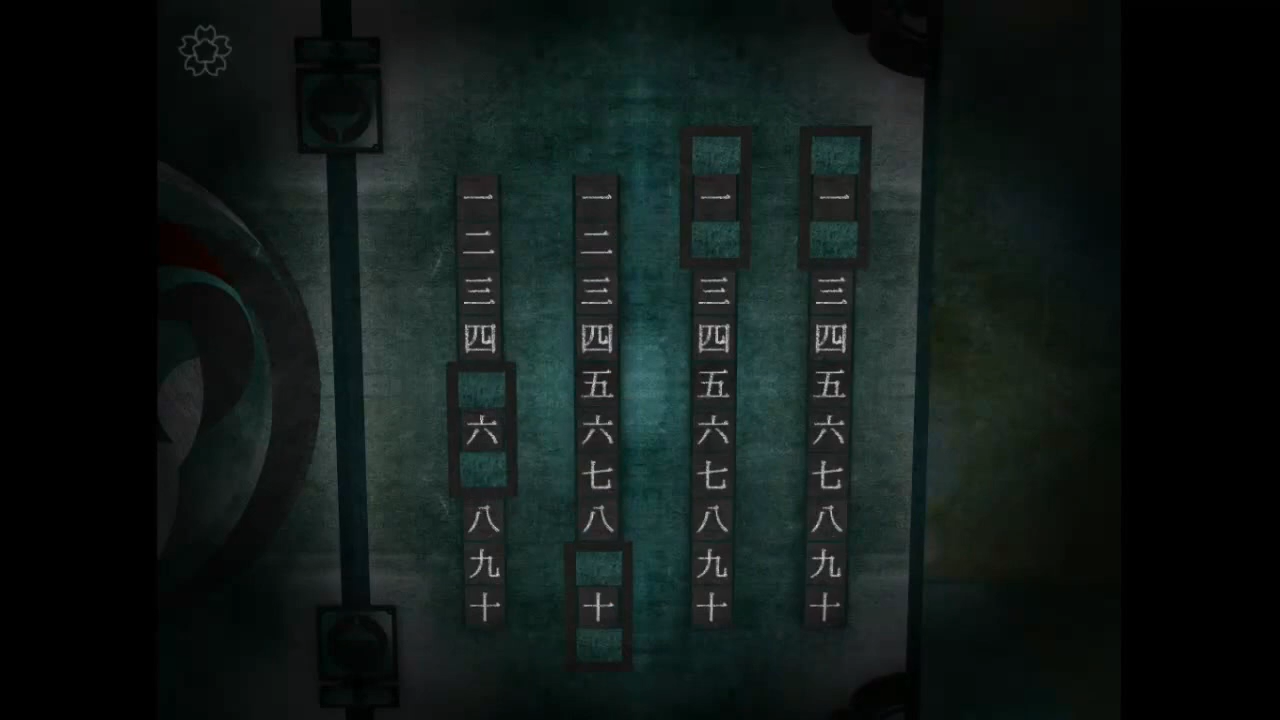 一 一 一 一
二 二
三 三 三 三
四 四 四 四
五 五 五
六 六 六 六
七 七 七
八 八 八 八
九 九 九
十 十 十 十